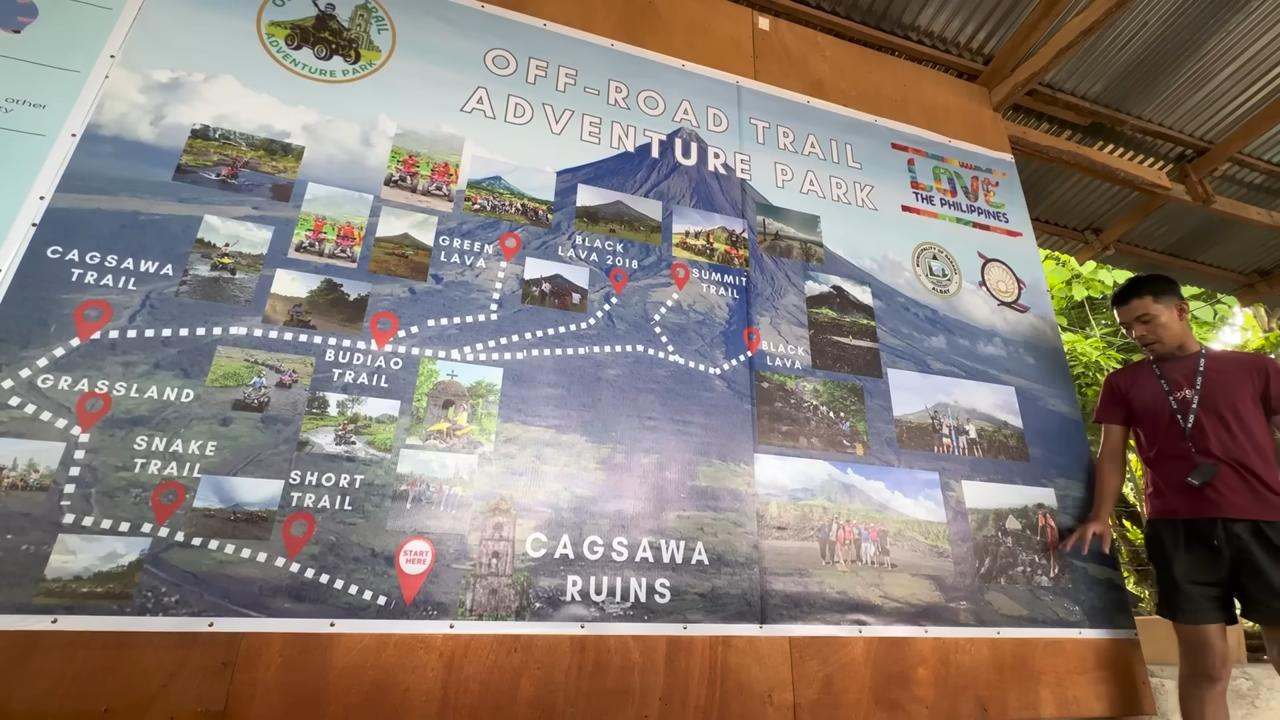 other
ADVENTURE PARK
OFF-ROAD TRAIL
ADVENTURE PARK
LOVE
THE PHILIPPINES
ALBAY
CAGSAWA
TRAIL
GREEN
LAVA
BLACK
LAVA 2018
SUMMIT
TRAIL
BLACK
LAVA
BUDIAO
TRAIL
GRASSLAND
SNAKE
TRAIL
SHORT
TRAIL
START
HERE
CAGSAWA
RUINS